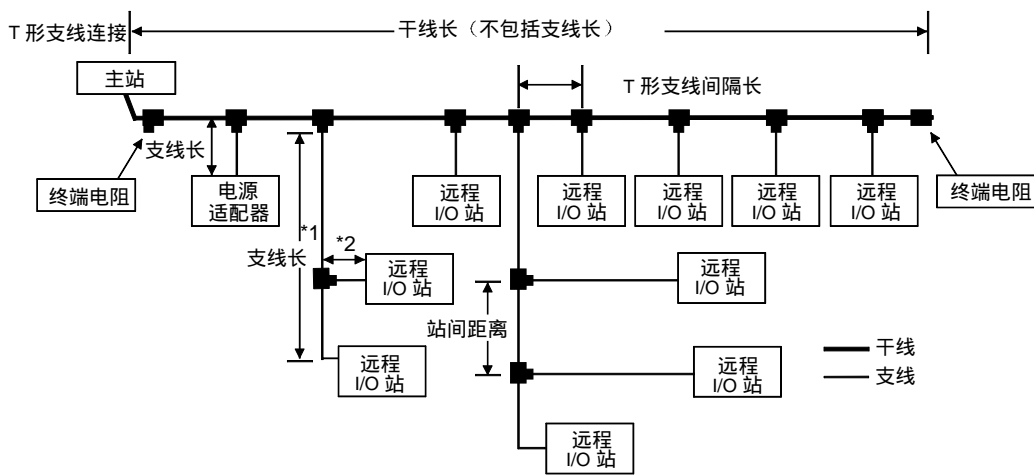 T 形支线连接
干线长（不包括支线长）
主站
T 形支线间隔长
支线长
终端电阻
电源
适配器
远程
I/O 站
远程
I/O 站
远程
I/O 站
远程
I/O 站
远程
I/O 站
终端电阻
*1
支线长
*2
远程
I/O 站
远程
I/O 站
站间距离
远程
I/O 站
远程
I/O 站
远程
I/O 站
干线
支线
远程
I/O 站